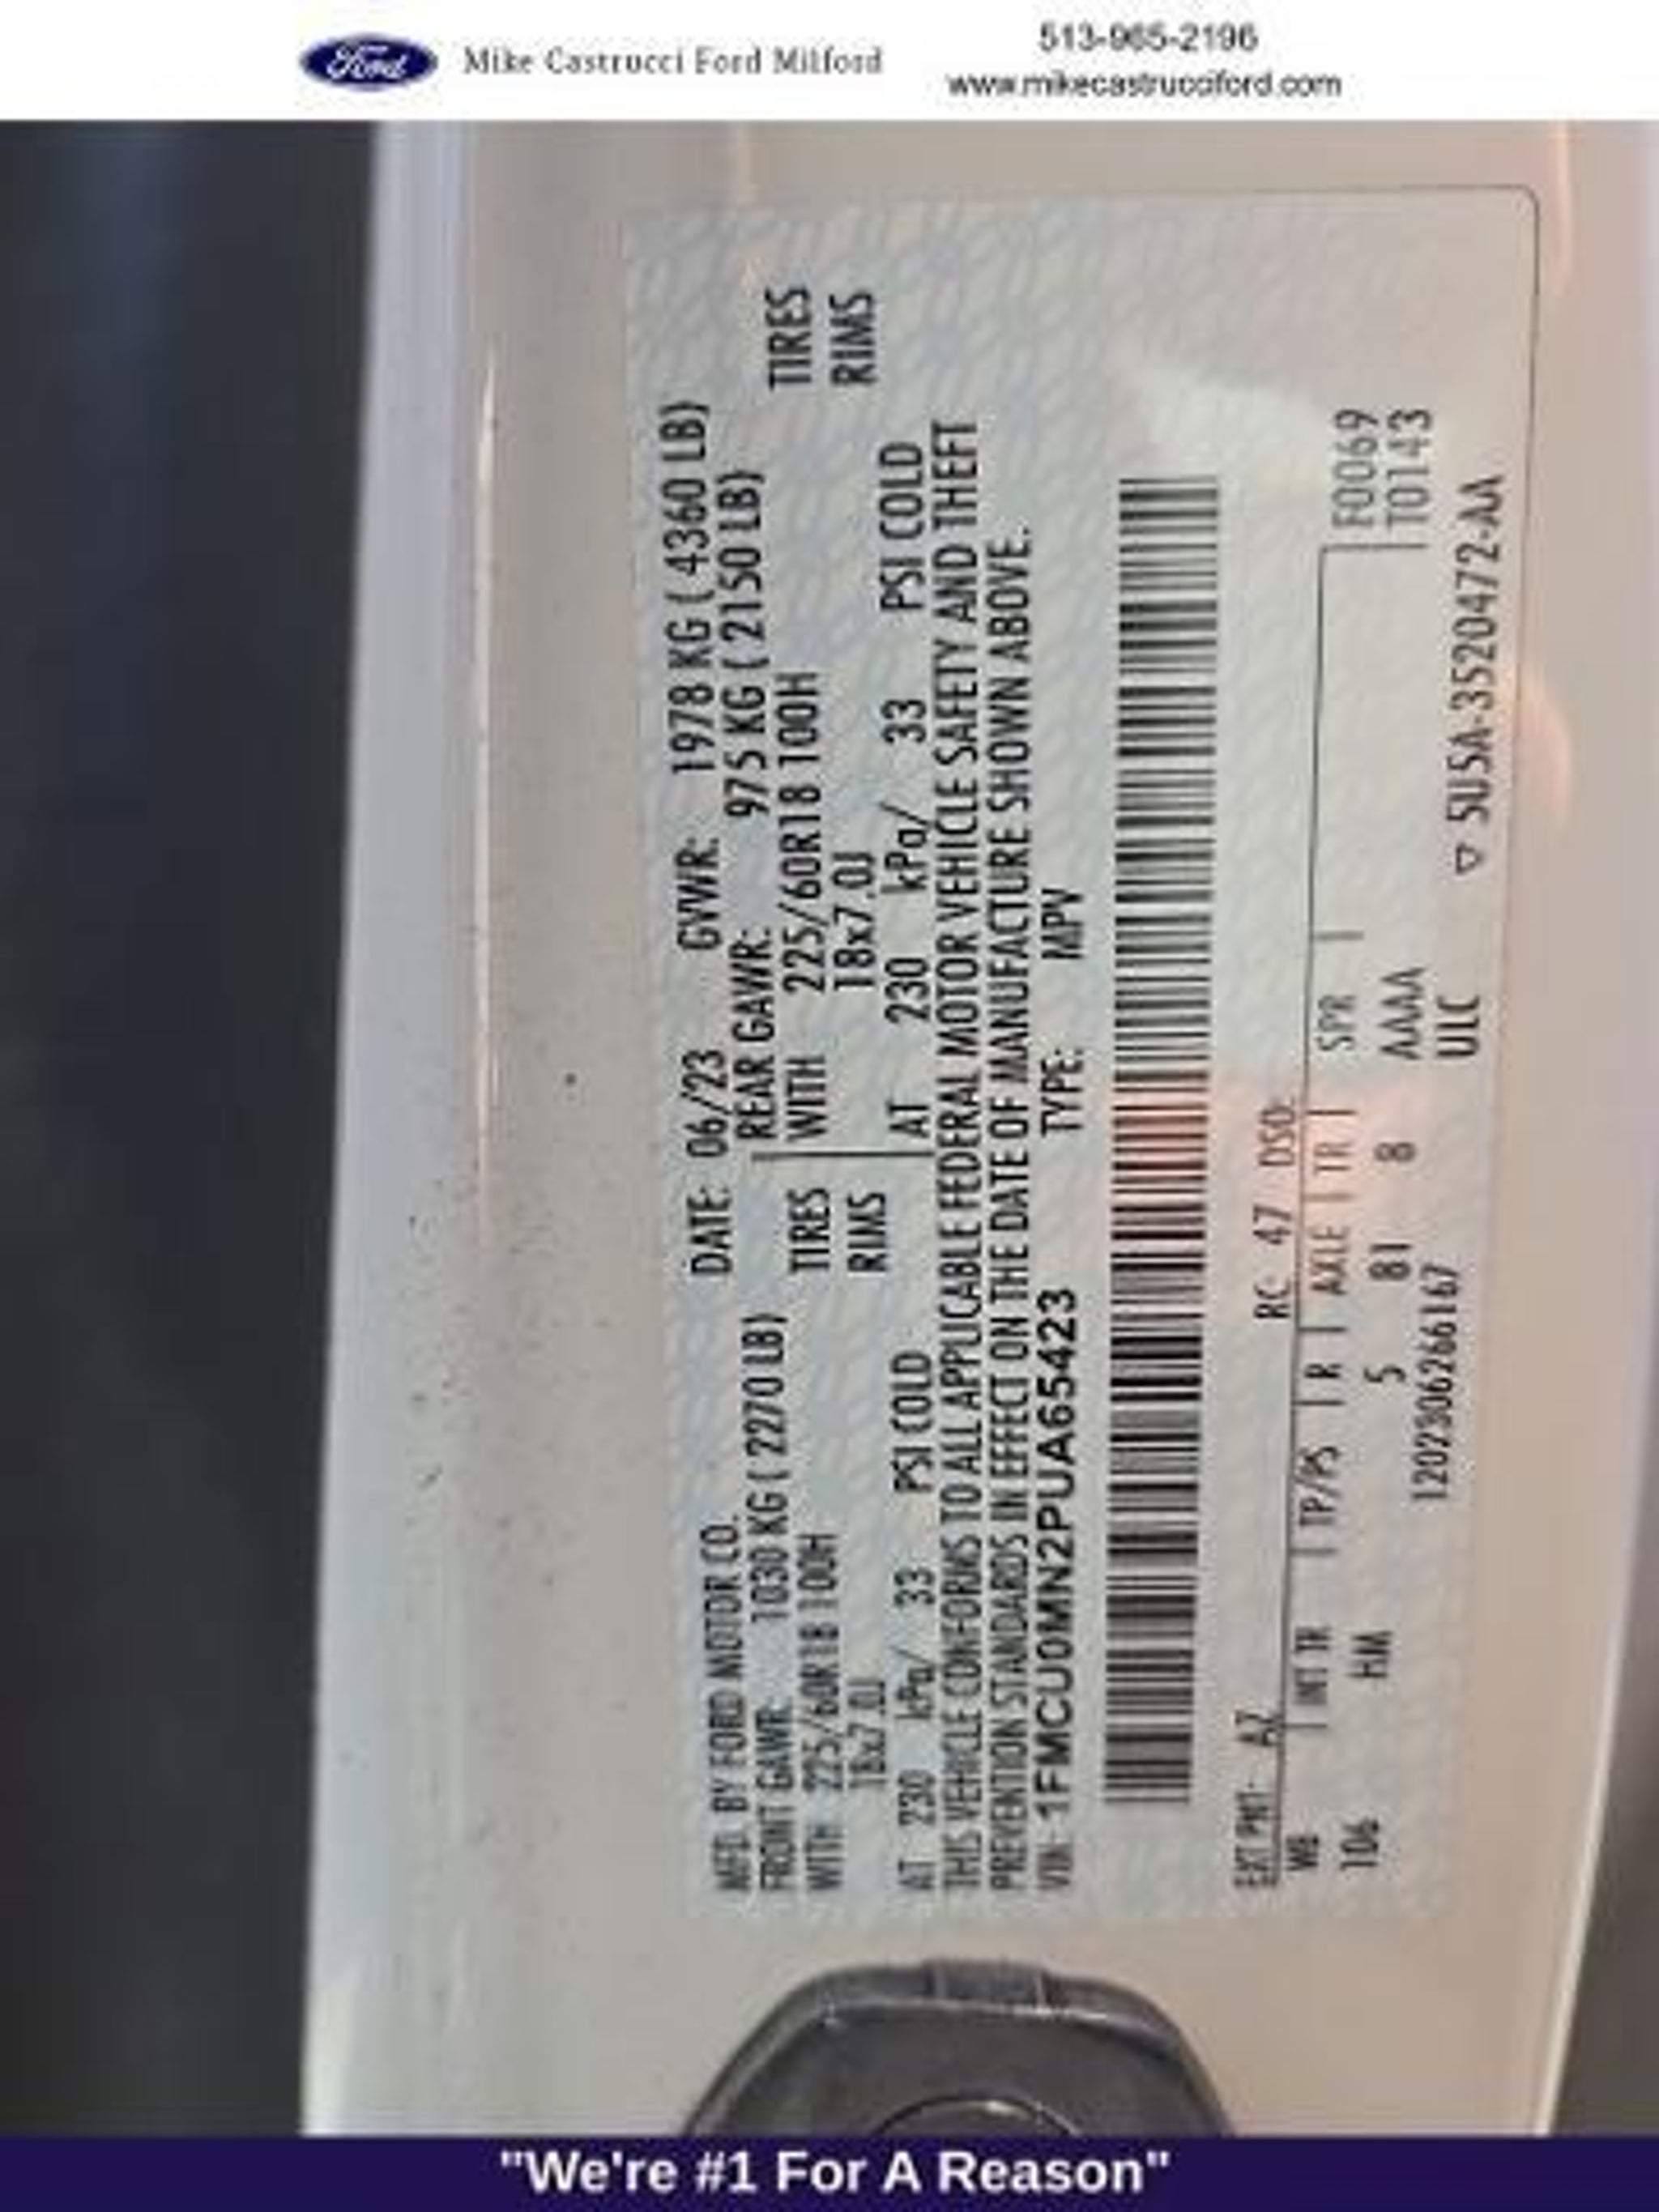 Ford
Mike Castrucci Ford Milford
513-965-2196
www.mikecastrucciford.com
MFD. BY FORD MOTOR CO.
DATE: 06/23 GVWR: 1978 KG ( 4360 LB)
FRONT GAWR: 1030 KG ( 2270 LB)
REAR GAWR: 975 KG ( 2150 LB)
WITH 225/60R18 100H TIRES
WITH 225/60R18 100H TIRES
18x7.0J RIMS
18x7.0J RIMS
AT 230 kPa/ 33 PSI COLD
AT 230 kPa/ 33 PSI COLD
THIS VEHICLE CONFORMS TO ALL APPLICABLE FEDERAL MOTOR VEHICLE SAFETY AND THEFT
PREVENTION STANDARDS IN EFFECT ON THE DATE OF MANUFACTURE SHOWN ABOVE.
VIN: 1FMCU0MN2PUA65423 TYPE: MPV
EXT PNT: AZ RC: 47 DSO:
WB INT TR TP/PS R AXLE TR SPR F0069
106 HM 5 81 8 AAAA T0143
1202306266167 ULC
▽ 5U5A-3520472-AA
"We're #1 For A Reason"